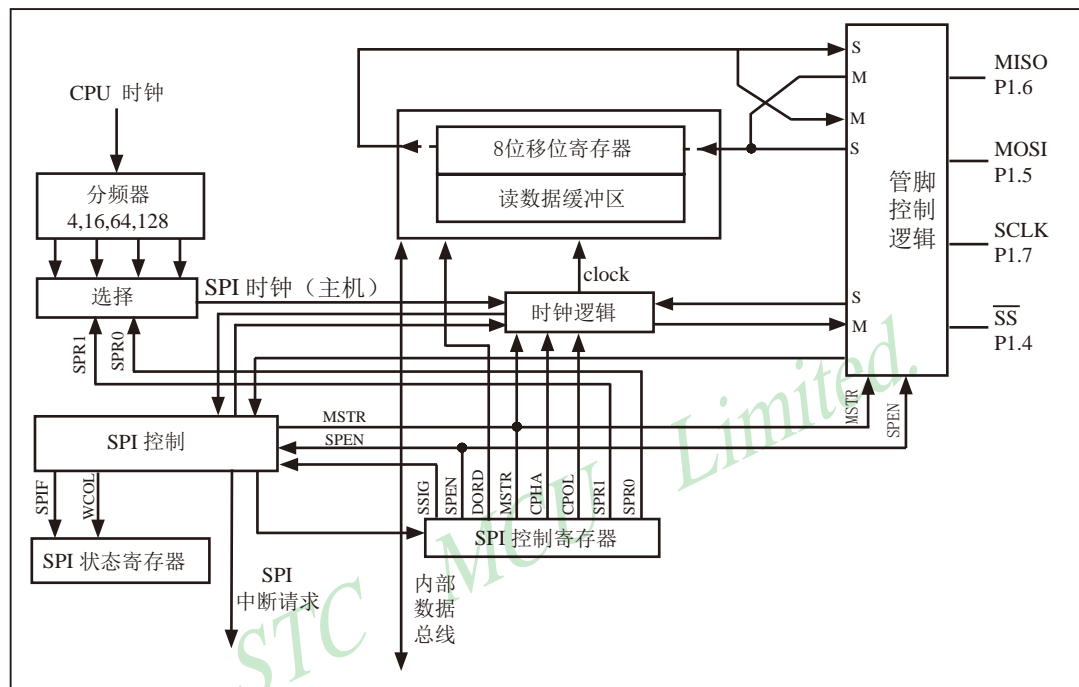 CPU 时钟
分频器
4,16,64,128
选择
SPR1
SPR0
SPI 时钟（主机）
8位移位寄存器
读数据缓冲区
clock
时钟逻辑
S
M
M
S
S
M
管脚
控制
逻辑
MISO
P1.6
MOSI
P1.5
SCLK
P1.7
SS
P1.4
MSTR
SPEN
SPI 控制
MSTR
SPEN
SPIF
WCOL
SPI 状态寄存器
SSIG
SPEN
DORD
MSTR
CPHA
CPOL
SPR1
SPR0
SPI 控制寄存器
SPI
中断请求
内部
数据
总线
STC MCU Limited.